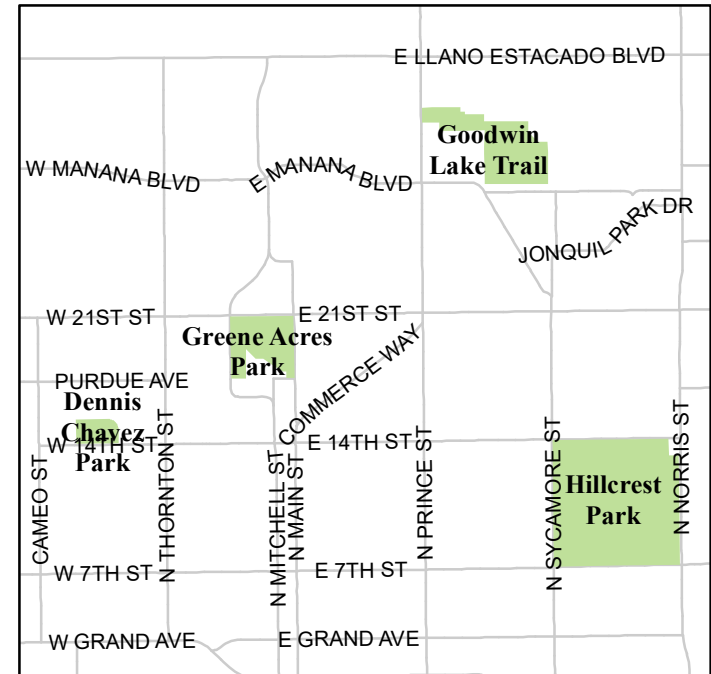 E LLANO ESTACADO BLVD
Goodwin
Lake Trail
W MANANA BLVD
E MANANA BLVD
JONQUIL PARK DR
W 21ST ST
E 21ST ST
Greene Acres
Park
COMMERCE WAY
PURDUE AVE
Dennis
Chavez
Park
W 14TH ST
E 14TH ST
Hillcrest
Park
CAMEO ST
N THORNTON ST
N MITCHELL ST
N MAIN ST
N PRINCE ST
N SYCAMORE ST
N NORRIS ST
W 7TH ST
E 7TH ST
W GRAND AVE
E GRAND AVE